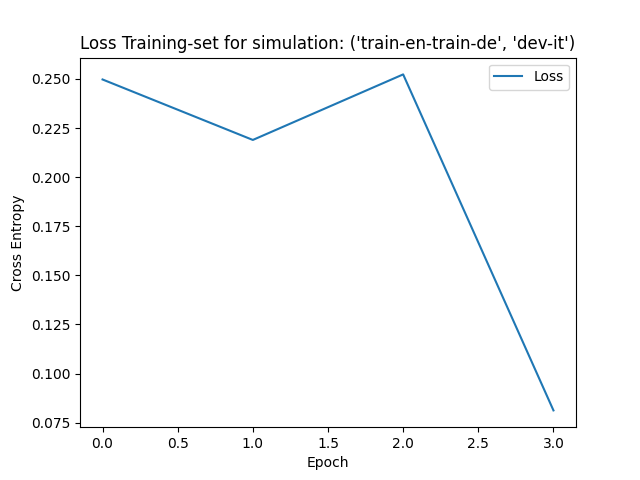 Loss Training-set for simulation: ('train-en-train-de', 'dev-it')
Loss
Cross Entropy
0.250
0.225
0.200
0.175
0.150
0.125
0.100
0.075
0.0 0.5 1.0 1.5 2.0 2.5 3.0
Epoch